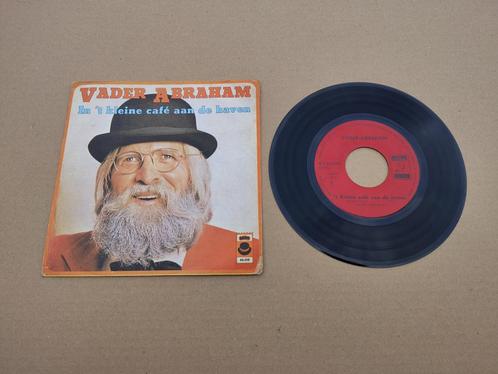 VADER ABRAHAM
In 't kleine café aan de haven
VADER ABRAHAM
't kleine café aan de haven